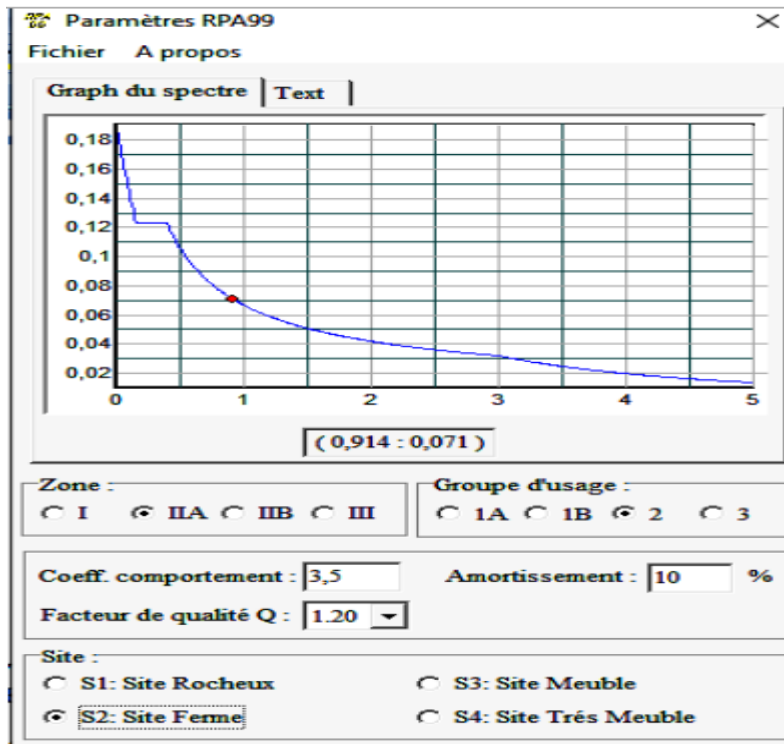 Paramètres RPA99
Fichier A propos
Graph du spectre Text
0,18
0,16
0,14
0,12
0,1
0,08
0,06
0,04
0,02
0 1 2 3 4 5
( 0,914 : 0,071 )
Zone :
I IIA IIB III
Groupe d'usage :
1A 1B 2 3
Coeff. comportement : 3,5 Amortissement : 10 %
Facteur de qualité Q : 1.20
Site :
S1: Site Rocheux S3: Site Meuble
S2: Site Ferme S4: Site Trés Meuble